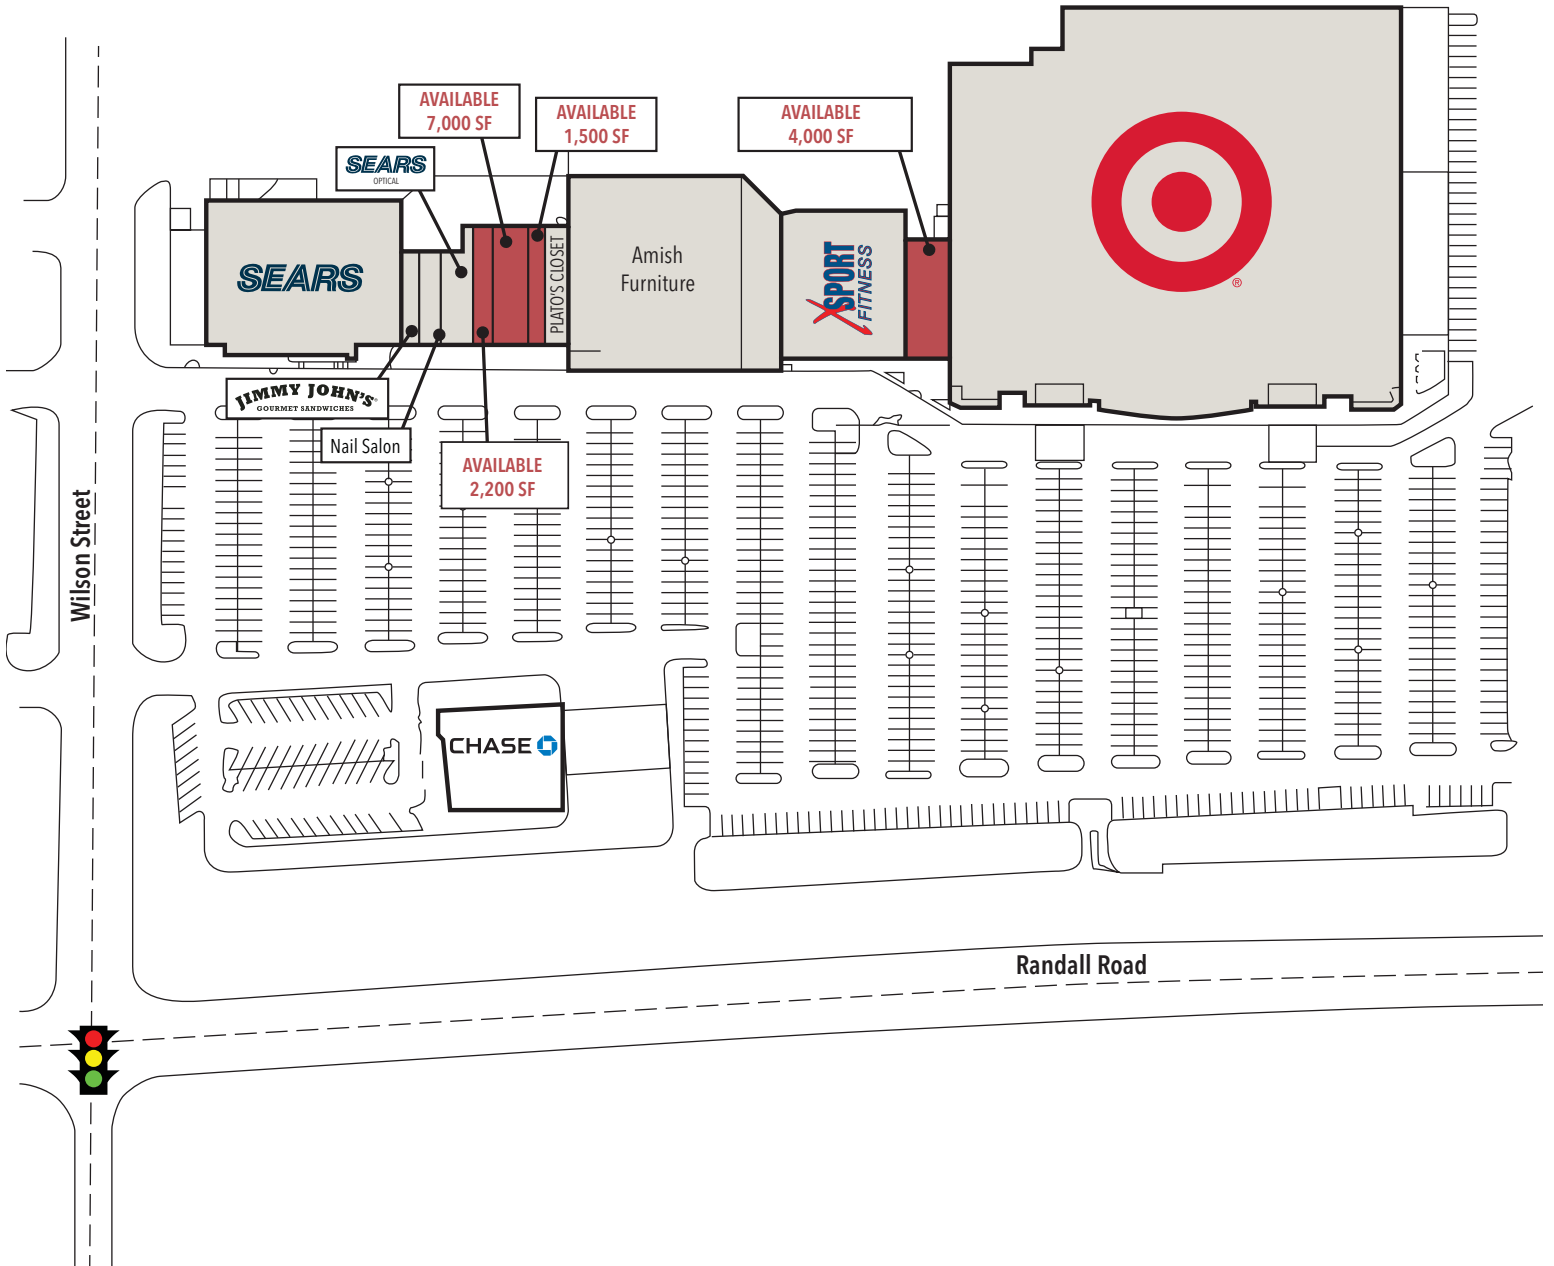 AVAILABLE
7,000 SF
AVAILABLE
1,500 SF
AVAILABLE
4,000 SF
SEARS
OPTICAL
SEARS
PLATO'S CLOSET
Amish
Furniture
XSPORT
FITNESS
®
JIMMY JOHN'S®
GOURMET SANDWICHES
Nail Salon
AVAILABLE
2,200 SF
Wilson Street
CHASE
Randall Road